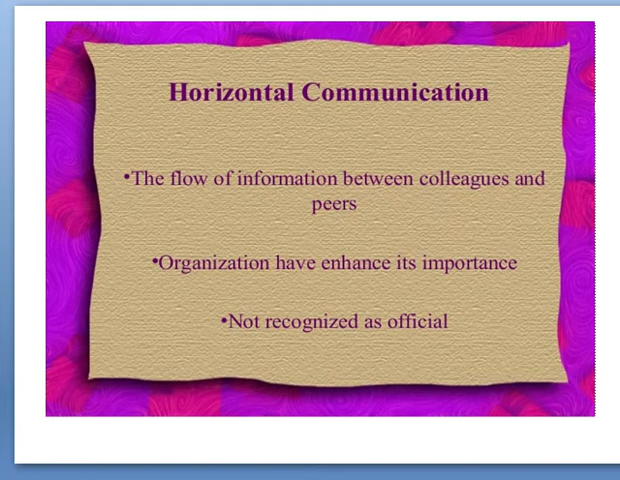 Horizontal Communication
•The flow of information between colleagues and
peers
•Organization have enhance its importance
•Not recognized as official